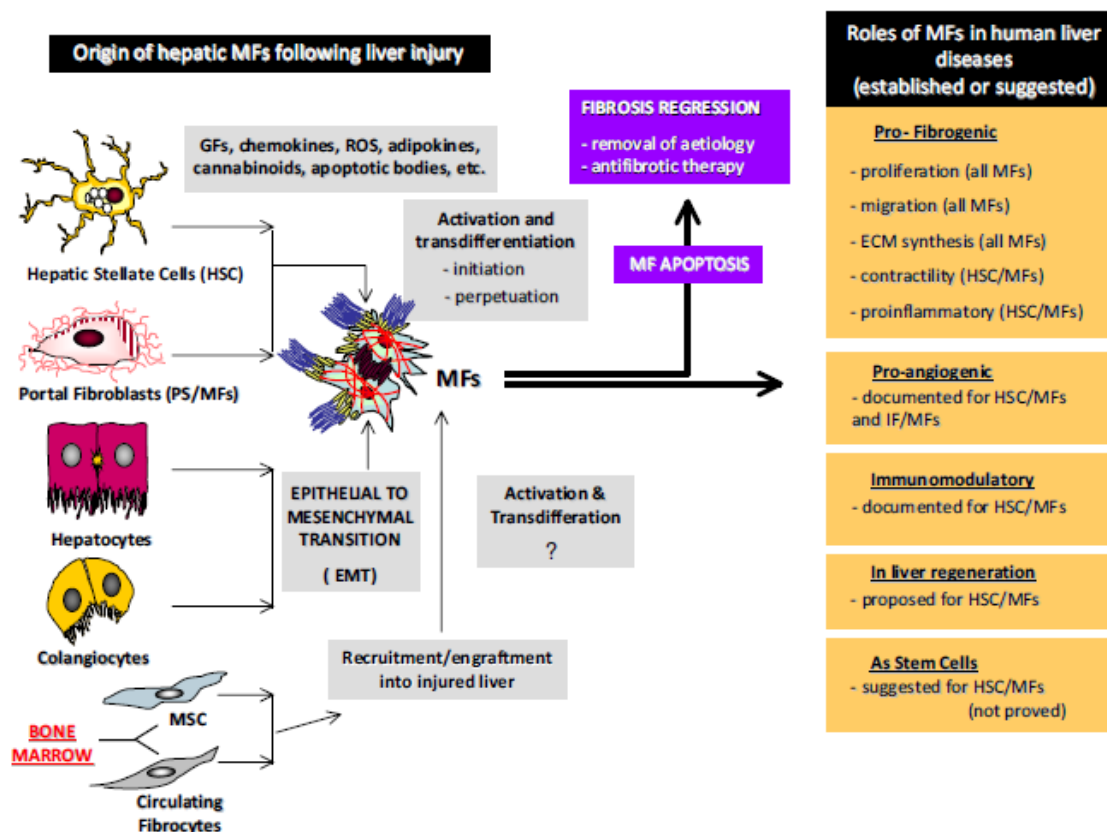 Origin of hepatic MFs following liver injury
GFs, chemokines, ROS, adipokines,
cannabinoids, apoptotic bodies, etc.
Hepatic Stellate Cells (HSC)
Portal Fibroblasts (PS/MFs)
Hepatocytes
Colangiocytes
MSC
BONE
MARROW
Circulating
Fibrocytes
Activation and
transdifferentiation
- initiation
- perpetuation
MFs
EPITHELIAL TO
MESENCHYMAL
TRANSITION
( EMT)
Activation &
Transdifferation
?
Recruitment/engraftment
into injured liver
FIBROSIS REGRESSION
- removal of aetiology
- antifibrotic therapy
MF APOPTOSIS
Roles of MFs in human liver
diseases
(established or suggested)
Pro- Fibrogenic
- proliferation (all MFs)
- migration (all MFs)
- ECM synthesis (all MFs)
- contractility (HSC/MFs)
- proinflammatory (HSC/MFs)
Pro-angiogenic
- documented for HSC/MFs
and IF/MFs
Immunomodulatory
- documented for HSC/MFs
In liver regeneration
- proposed for HSC/MFs
As Stem Cells
- suggested for HSC/MFs
(not proved)